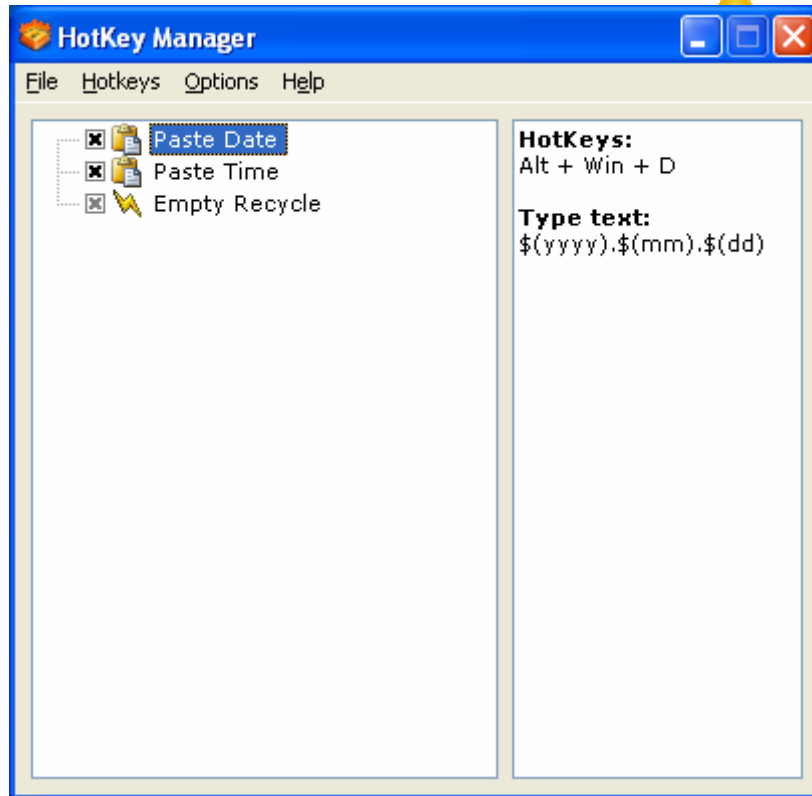 HotKey Manager
File Hotkeys Options Help
Paste Date
Paste Time
Empty Recycle
HotKeys:
Alt + Win + D
Type text:
$(yyyy).$(mm).$(dd)